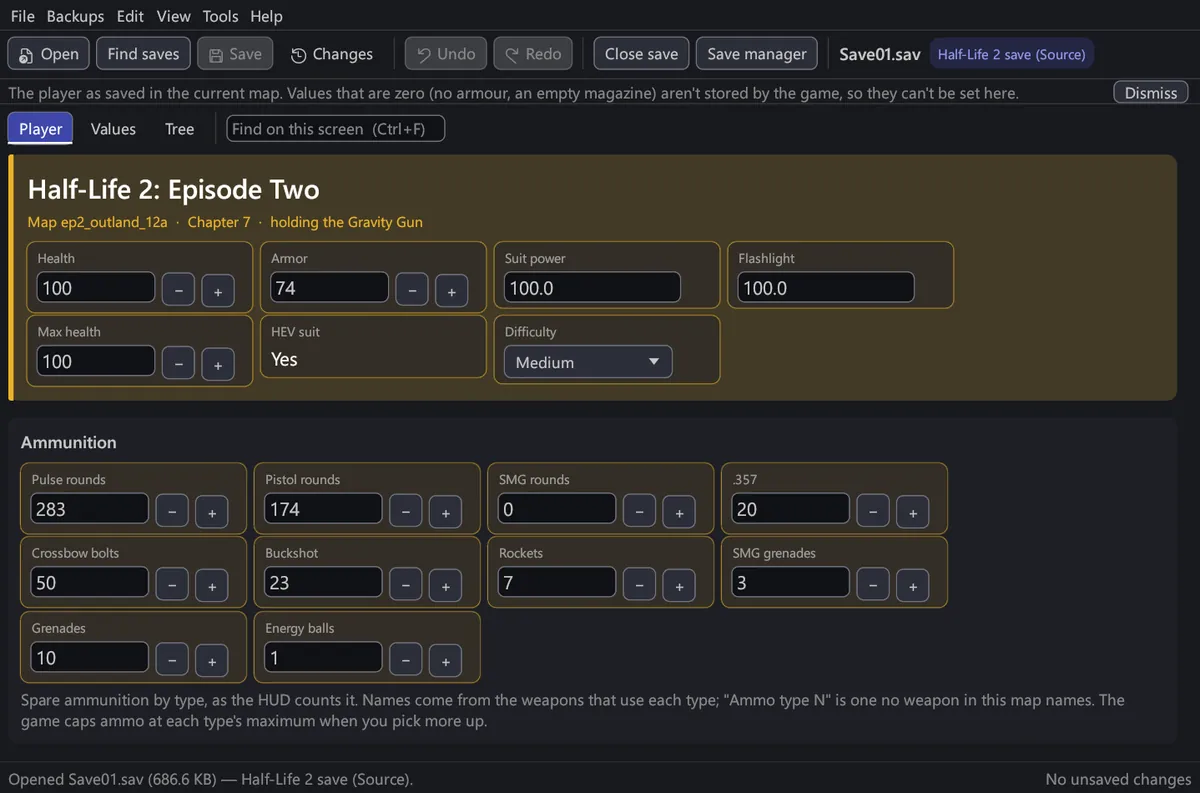 File Backups Edit View Tools Help
Open Find saves Save Changes Undo Redo Close save Save manager Save01.sav Half-Life 2 save (Source)
The player as saved in the current map. Values that are zero (no armour, an empty magazine) aren't stored by the game, so they can't be set here. Dismiss
Player Values Tree Find on this screen (Ctrl+F)
Half-Life 2: Episode Two
Map ep2_outland_12a · Chapter 7 · holding the Gravity Gun
Health Armor Suit power Flashlight
100 − + 74 − + 100.0 100.0
Max health HEV suit Difficulty
100 − + Yes Medium
Ammunition
Pulse rounds Pistol rounds SMG rounds .357
283 − + 174 − + 0 − + 20 − +
Crossbow bolts Buckshot Rockets SMG grenades
50 − + 23 − + 7 − + 3 − +
Grenades Energy balls
10 − + 1 − +
Spare ammunition by type, as the HUD counts it. Names come from the weapons that use each type; "Ammo type N" is one no weapon in this map names. The
game caps ammo at each type's maximum when you pick more up.
Opened Save01.sav (686.6 KB) — Half-Life 2 save (Source). No unsaved changes